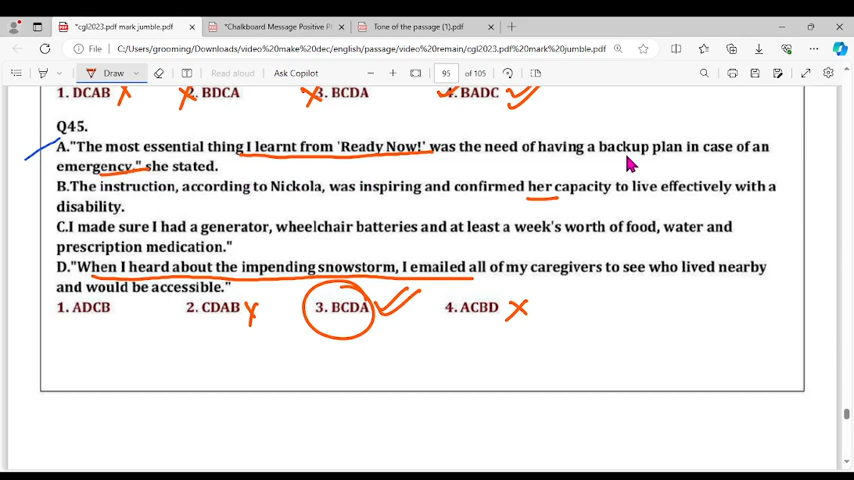 *cgl2023.pdf mark jumble.pdf
*Chalkboard Message Positive Pl
Tone of the passage (1).pdf
File
C:/Users/grooming/Downloads/video%20make%20dec/english/passage/video%20remain/cgl2023.pdf%20mark%20jumble.pdf
Draw
Read aloud
Ask Copilot
95 of 105
1. DCAB 2. BDCA 3. BCDA 4. BADC
Q45.
A."The most essential thing I learnt from 'Ready Now!' was the need of having a backup plan in case of an
emergency," she stated.
B.The instruction, according to Nickola, was inspiring and confirmed her capacity to live effectively with a
disability.
C.I made sure I had a generator, wheelchair batteries and at least a week's worth of food, water and
prescription medication."
D."When I heard about the impending snowstorm, I emailed all of my caregivers to see who lived nearby
and would be accessible."
1. ADCB 2. CDAB 3. BCDA 4. ACBD